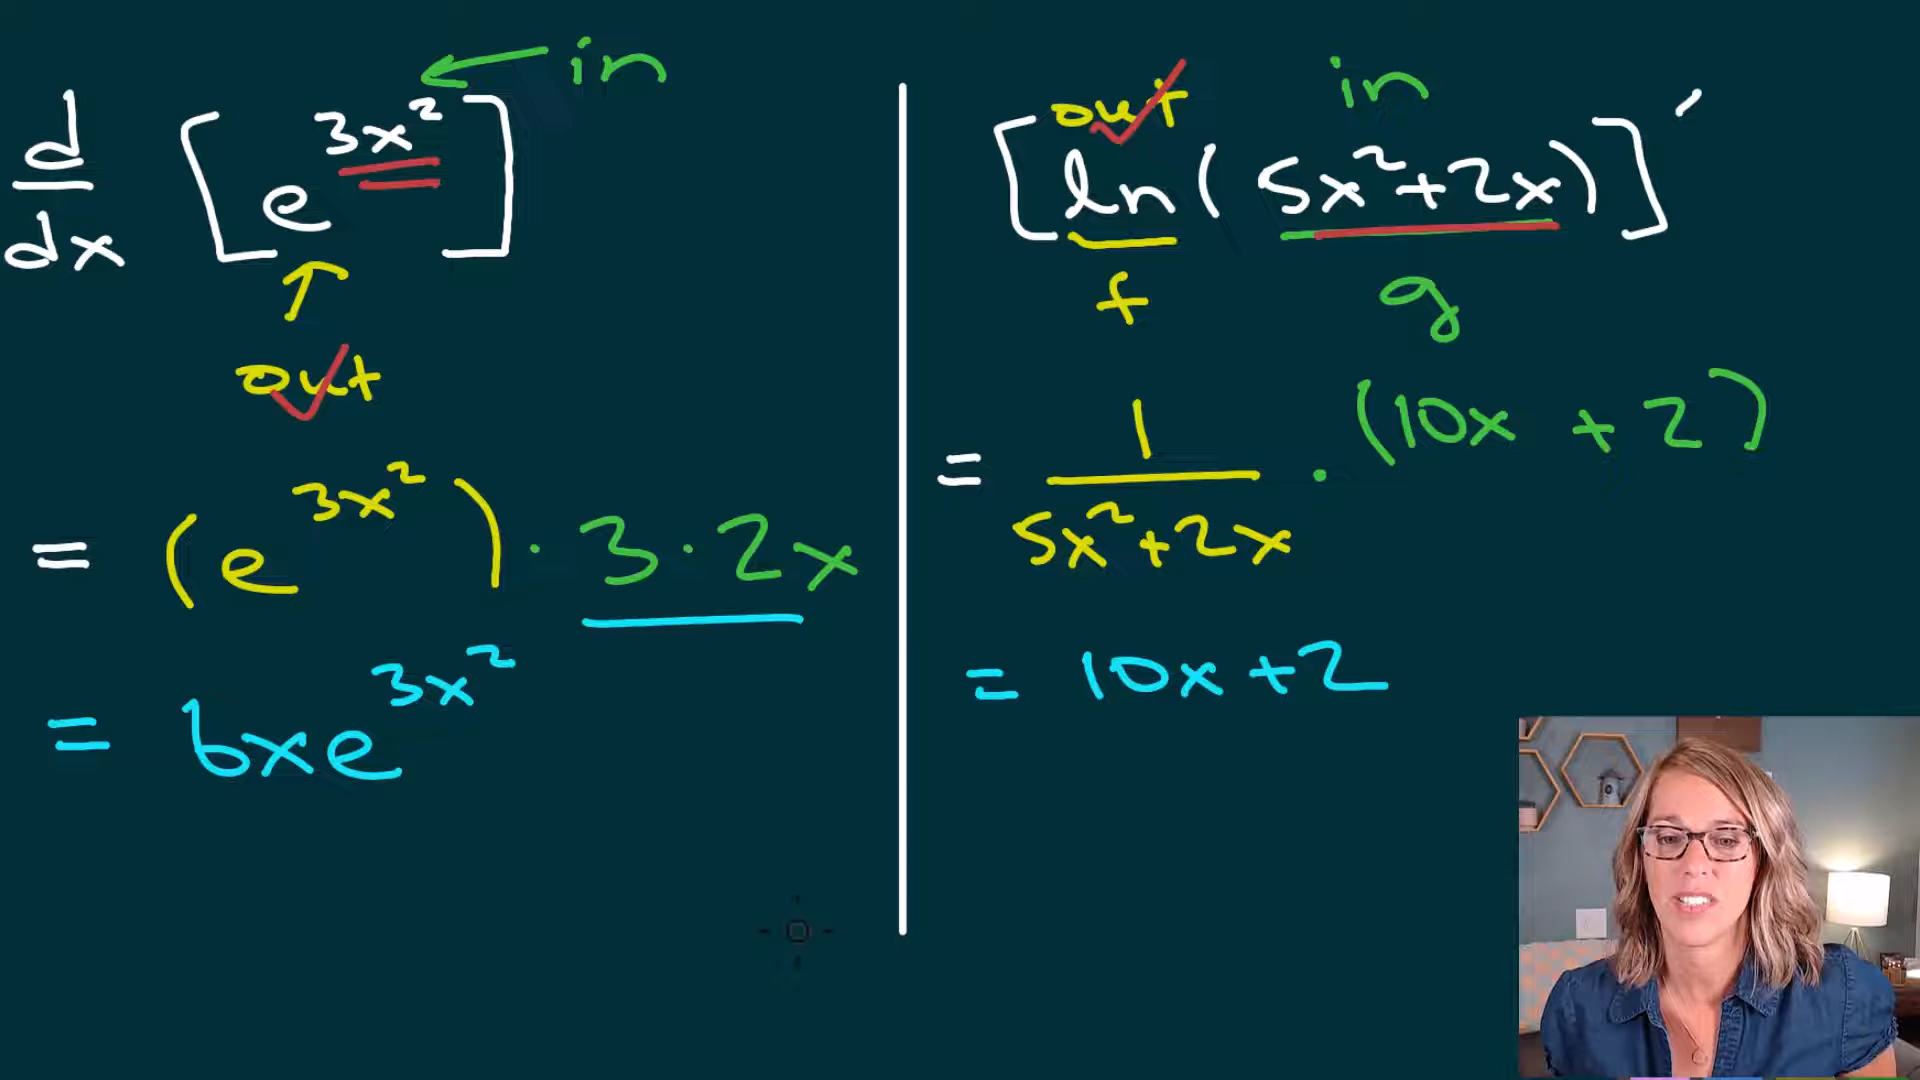 d/dx [e^(3x²)] ← in
↑
out
= (e^(3x²)) · 3 · 2x
= 6xe^(3x²)
out in
[ln(5x²+2x)]′
f g
= 1/(5x²+2x) · (10x + 2)
= 10x+2